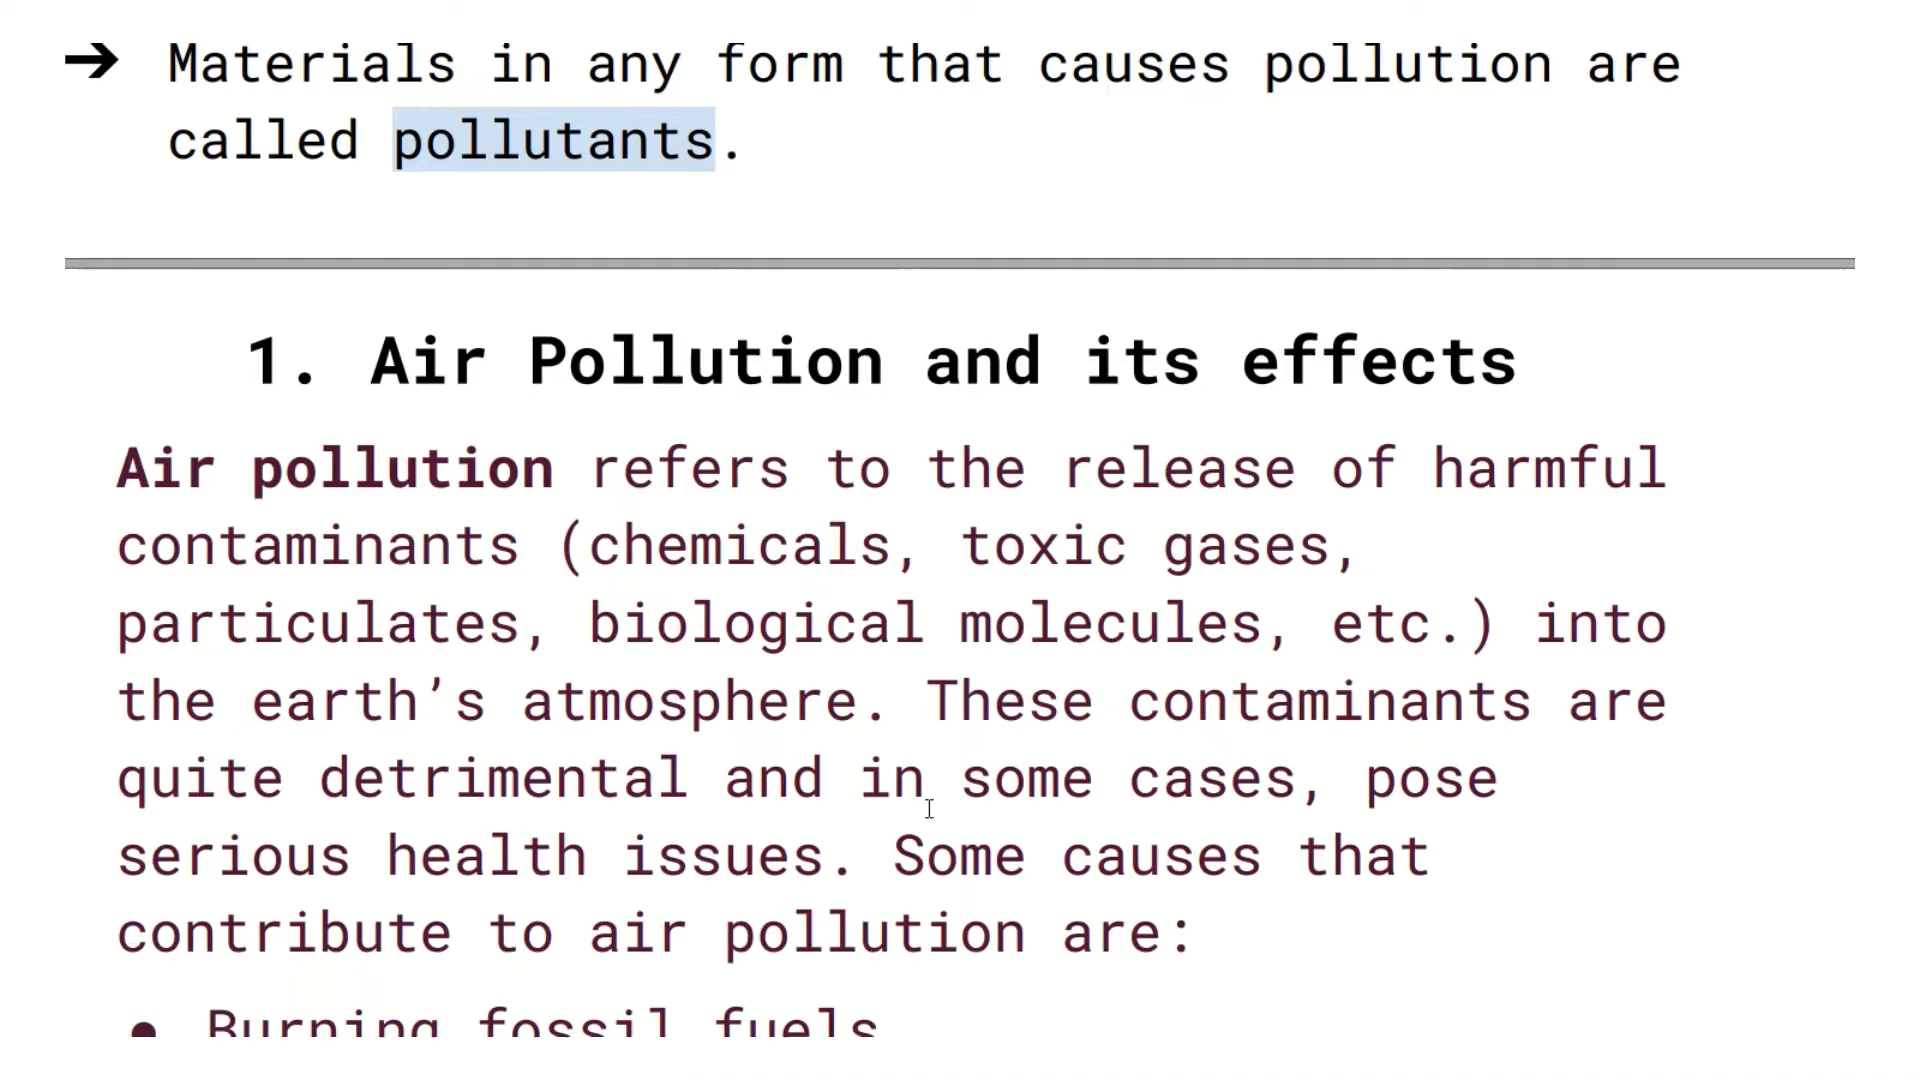 ➔ Materials in any form that causes pollution are
called pollutants.
1. Air Pollution and its effects
Air pollution refers to the release of harmful
contaminants (chemicals, toxic gases,
particulates, biological molecules, etc.) into
the earth’s atmosphere. These contaminants are
quite detrimental and in some cases, pose
serious health issues. Some causes that
contribute to air pollution are:
● Burning fossil fuels